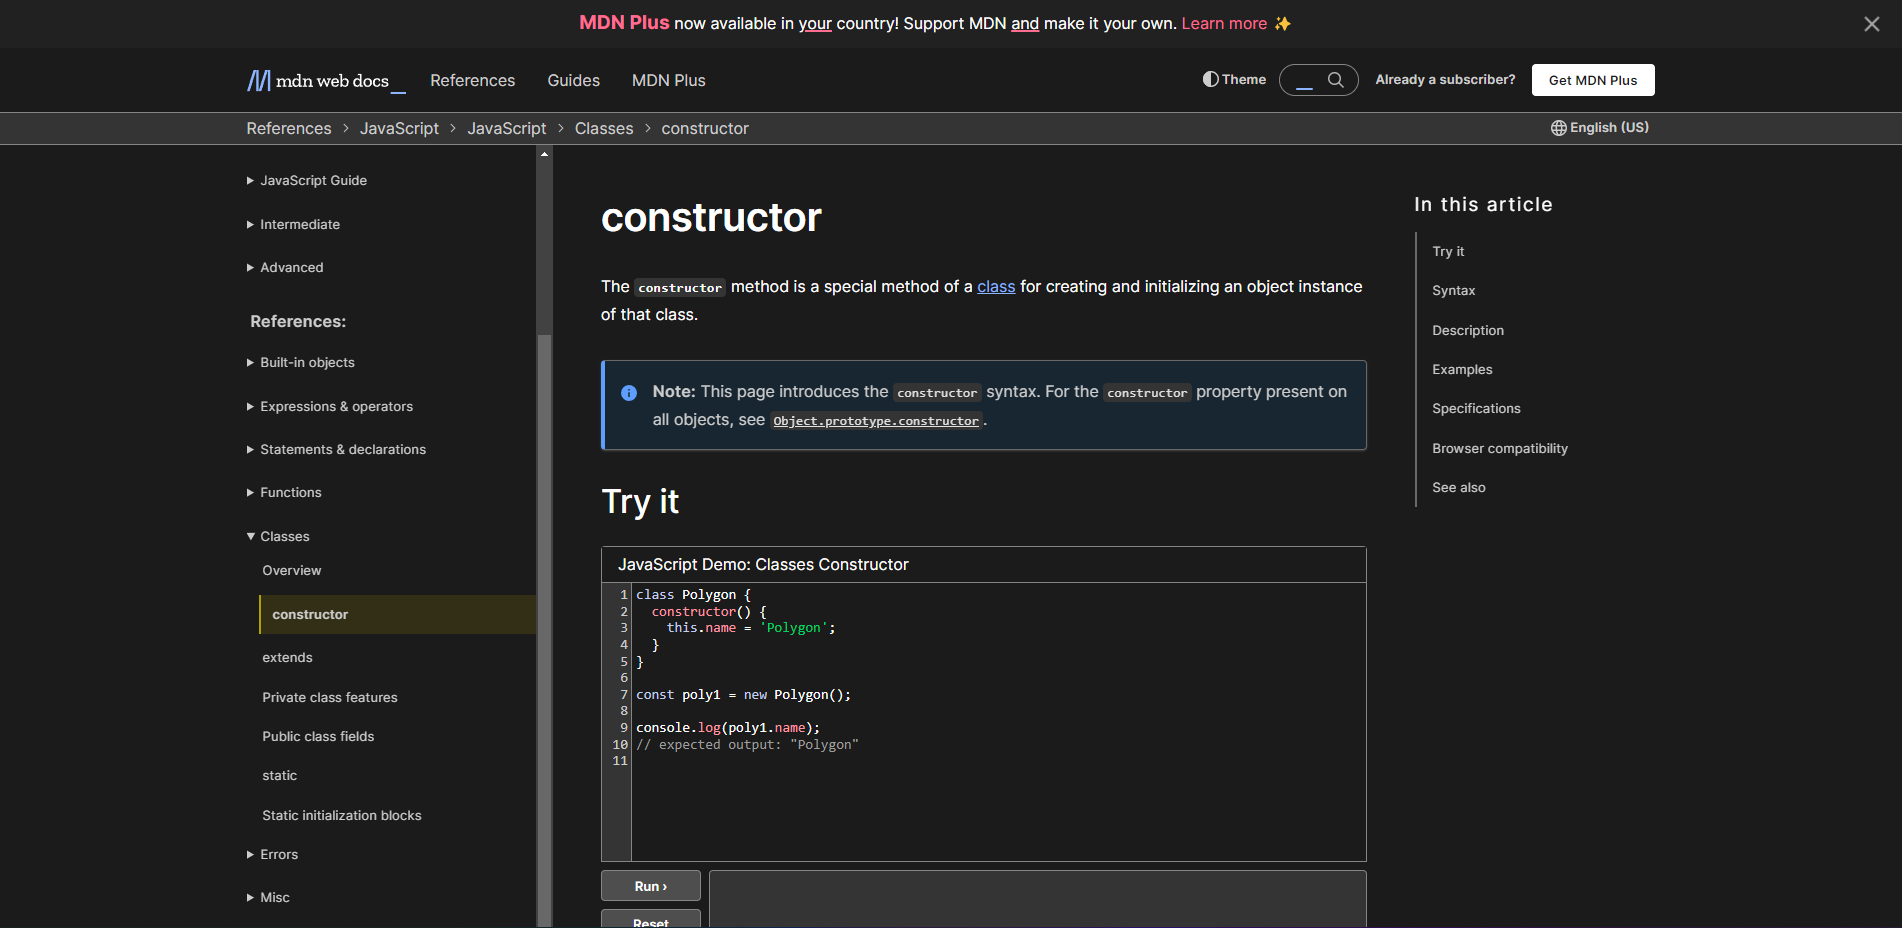 MDN Plus now available in your country! Support MDN and make it your own. Learn more ✨
mdn web docs_ References Guides MDN Plus Theme Already a subscriber? Get MDN Plus
References > JavaScript > JavaScript > Classes > constructor English (US)
JavaScript Guide
Intermediate
Advanced
References:
Built-in objects
Expressions & operators
Statements & declarations
Functions
Classes
Overview
constructor
extends
Private class features
Public class fields
static
Static initialization blocks
Errors
Misc
constructor
The constructor method is a special method of a class for creating and initializing an object instance
of that class.
Note: This page introduces the constructor syntax. For the constructor property present on
all objects, see Object.prototype.constructor.
Try it
JavaScript Demo: Classes Constructor
1 class Polygon {
2 constructor() {
3 this.name = 'Polygon';
4 }
5 }
6
7 const poly1 = new Polygon();
8
9 console.log(poly1.name);
10 // expected output: "Polygon"
11
Run ›
Reset
In this article
Try it
Syntax
Description
Examples
Specifications
Browser compatibility
See also